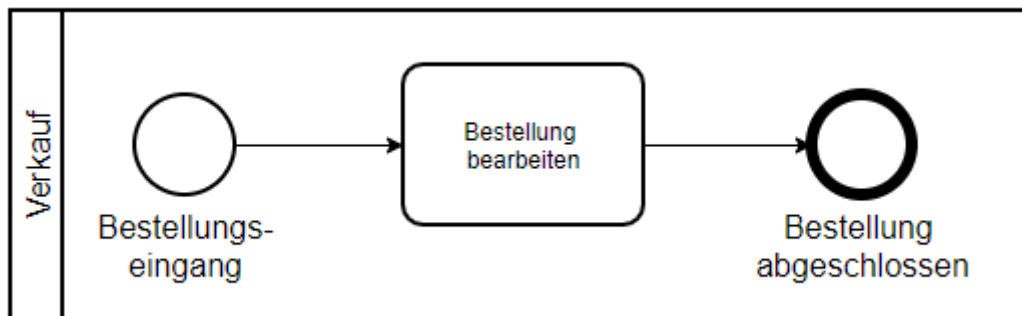 Verkauf
Bestellungs-
eingang
Bestellung
bearbeiten
Bestellung
abgeschlossen